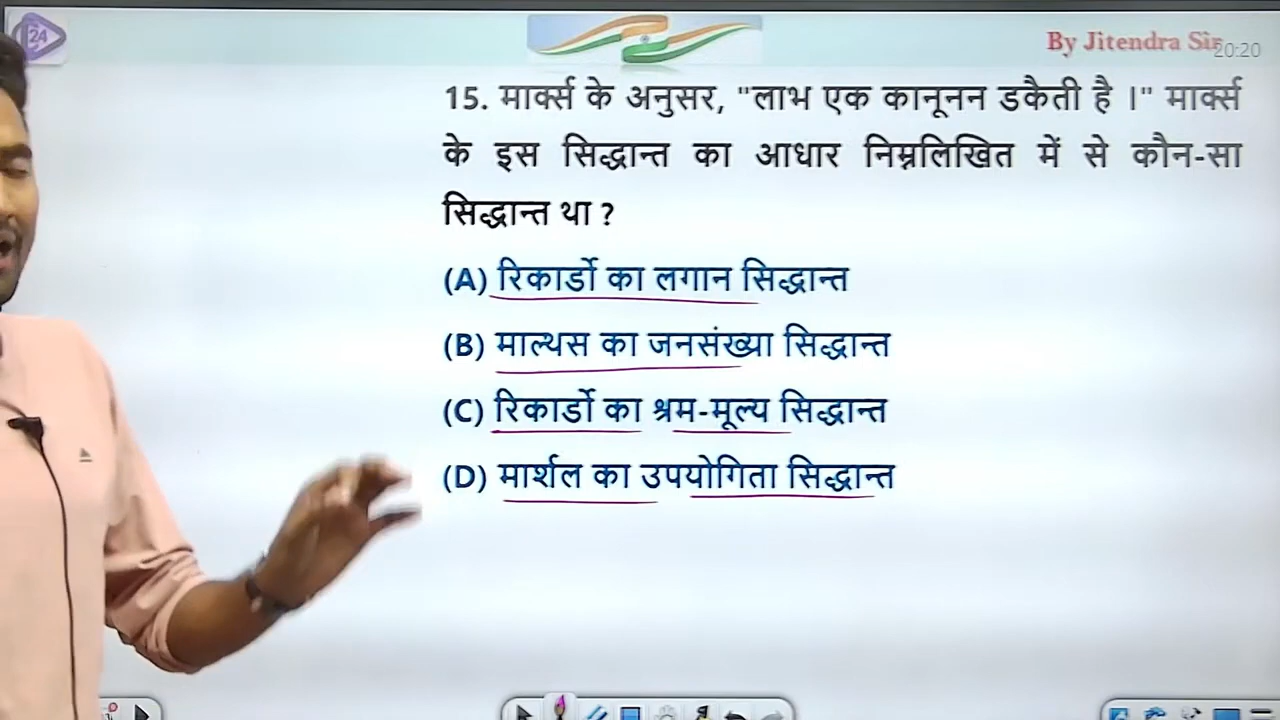 24
By Jitendra Sir
20:20
15. मार्क्स के अनुसर, "लाभ एक कानूनन डकैती है ।" मार्क्स
के इस सिद्धान्त का आधार निम्नलिखित में से कौन-सा
सिद्धान्त था ?
(A) रिकार्डो का लगान सिद्धान्त
(B) माल्थस का जनसंख्या सिद्धान्त
(C) रिकार्डो का श्रम-मूल्य सिद्धान्त
(D) मार्शल का उपयोगिता सिद्धान्त